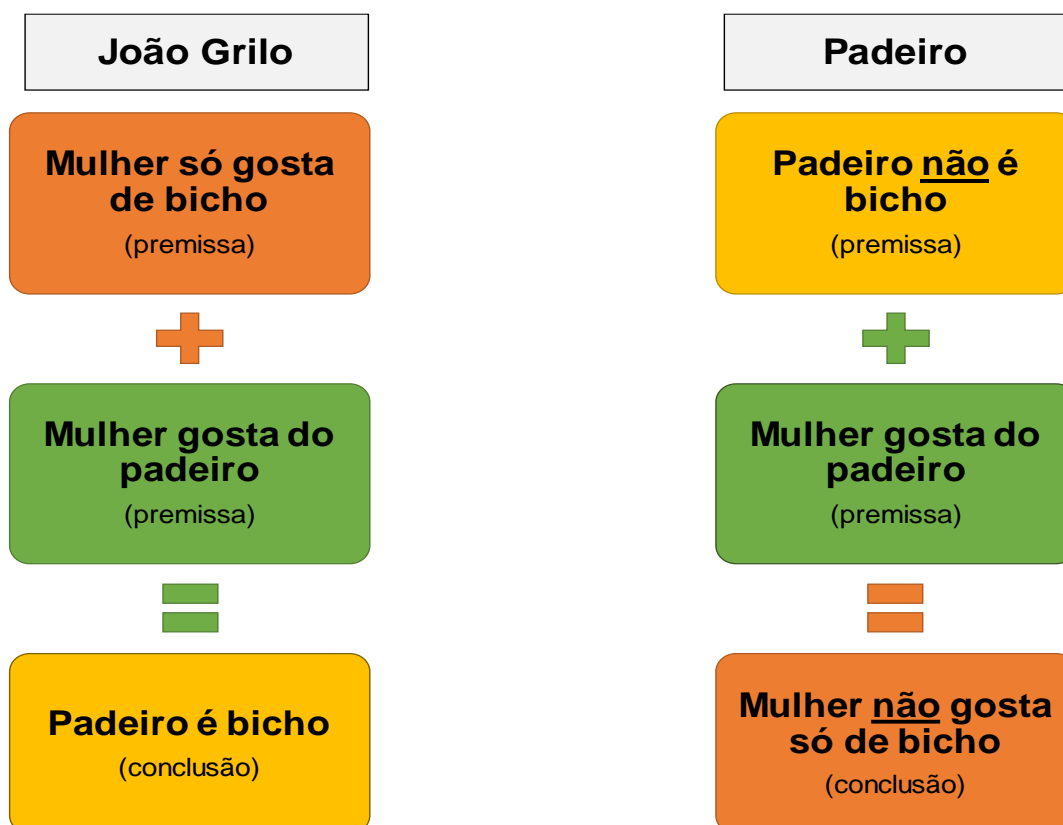 João Grilo
Mulher só gosta
de bicho
(premissa)
Mulher gosta do
padeiro
(premissa)
Padeiro é bicho
(conclusão)
Padeiro
Padeiro não é
bicho
(premissa)
Mulher gosta do
padeiro
(premissa)
Mulher não gosta
só de bicho
(conclusão)